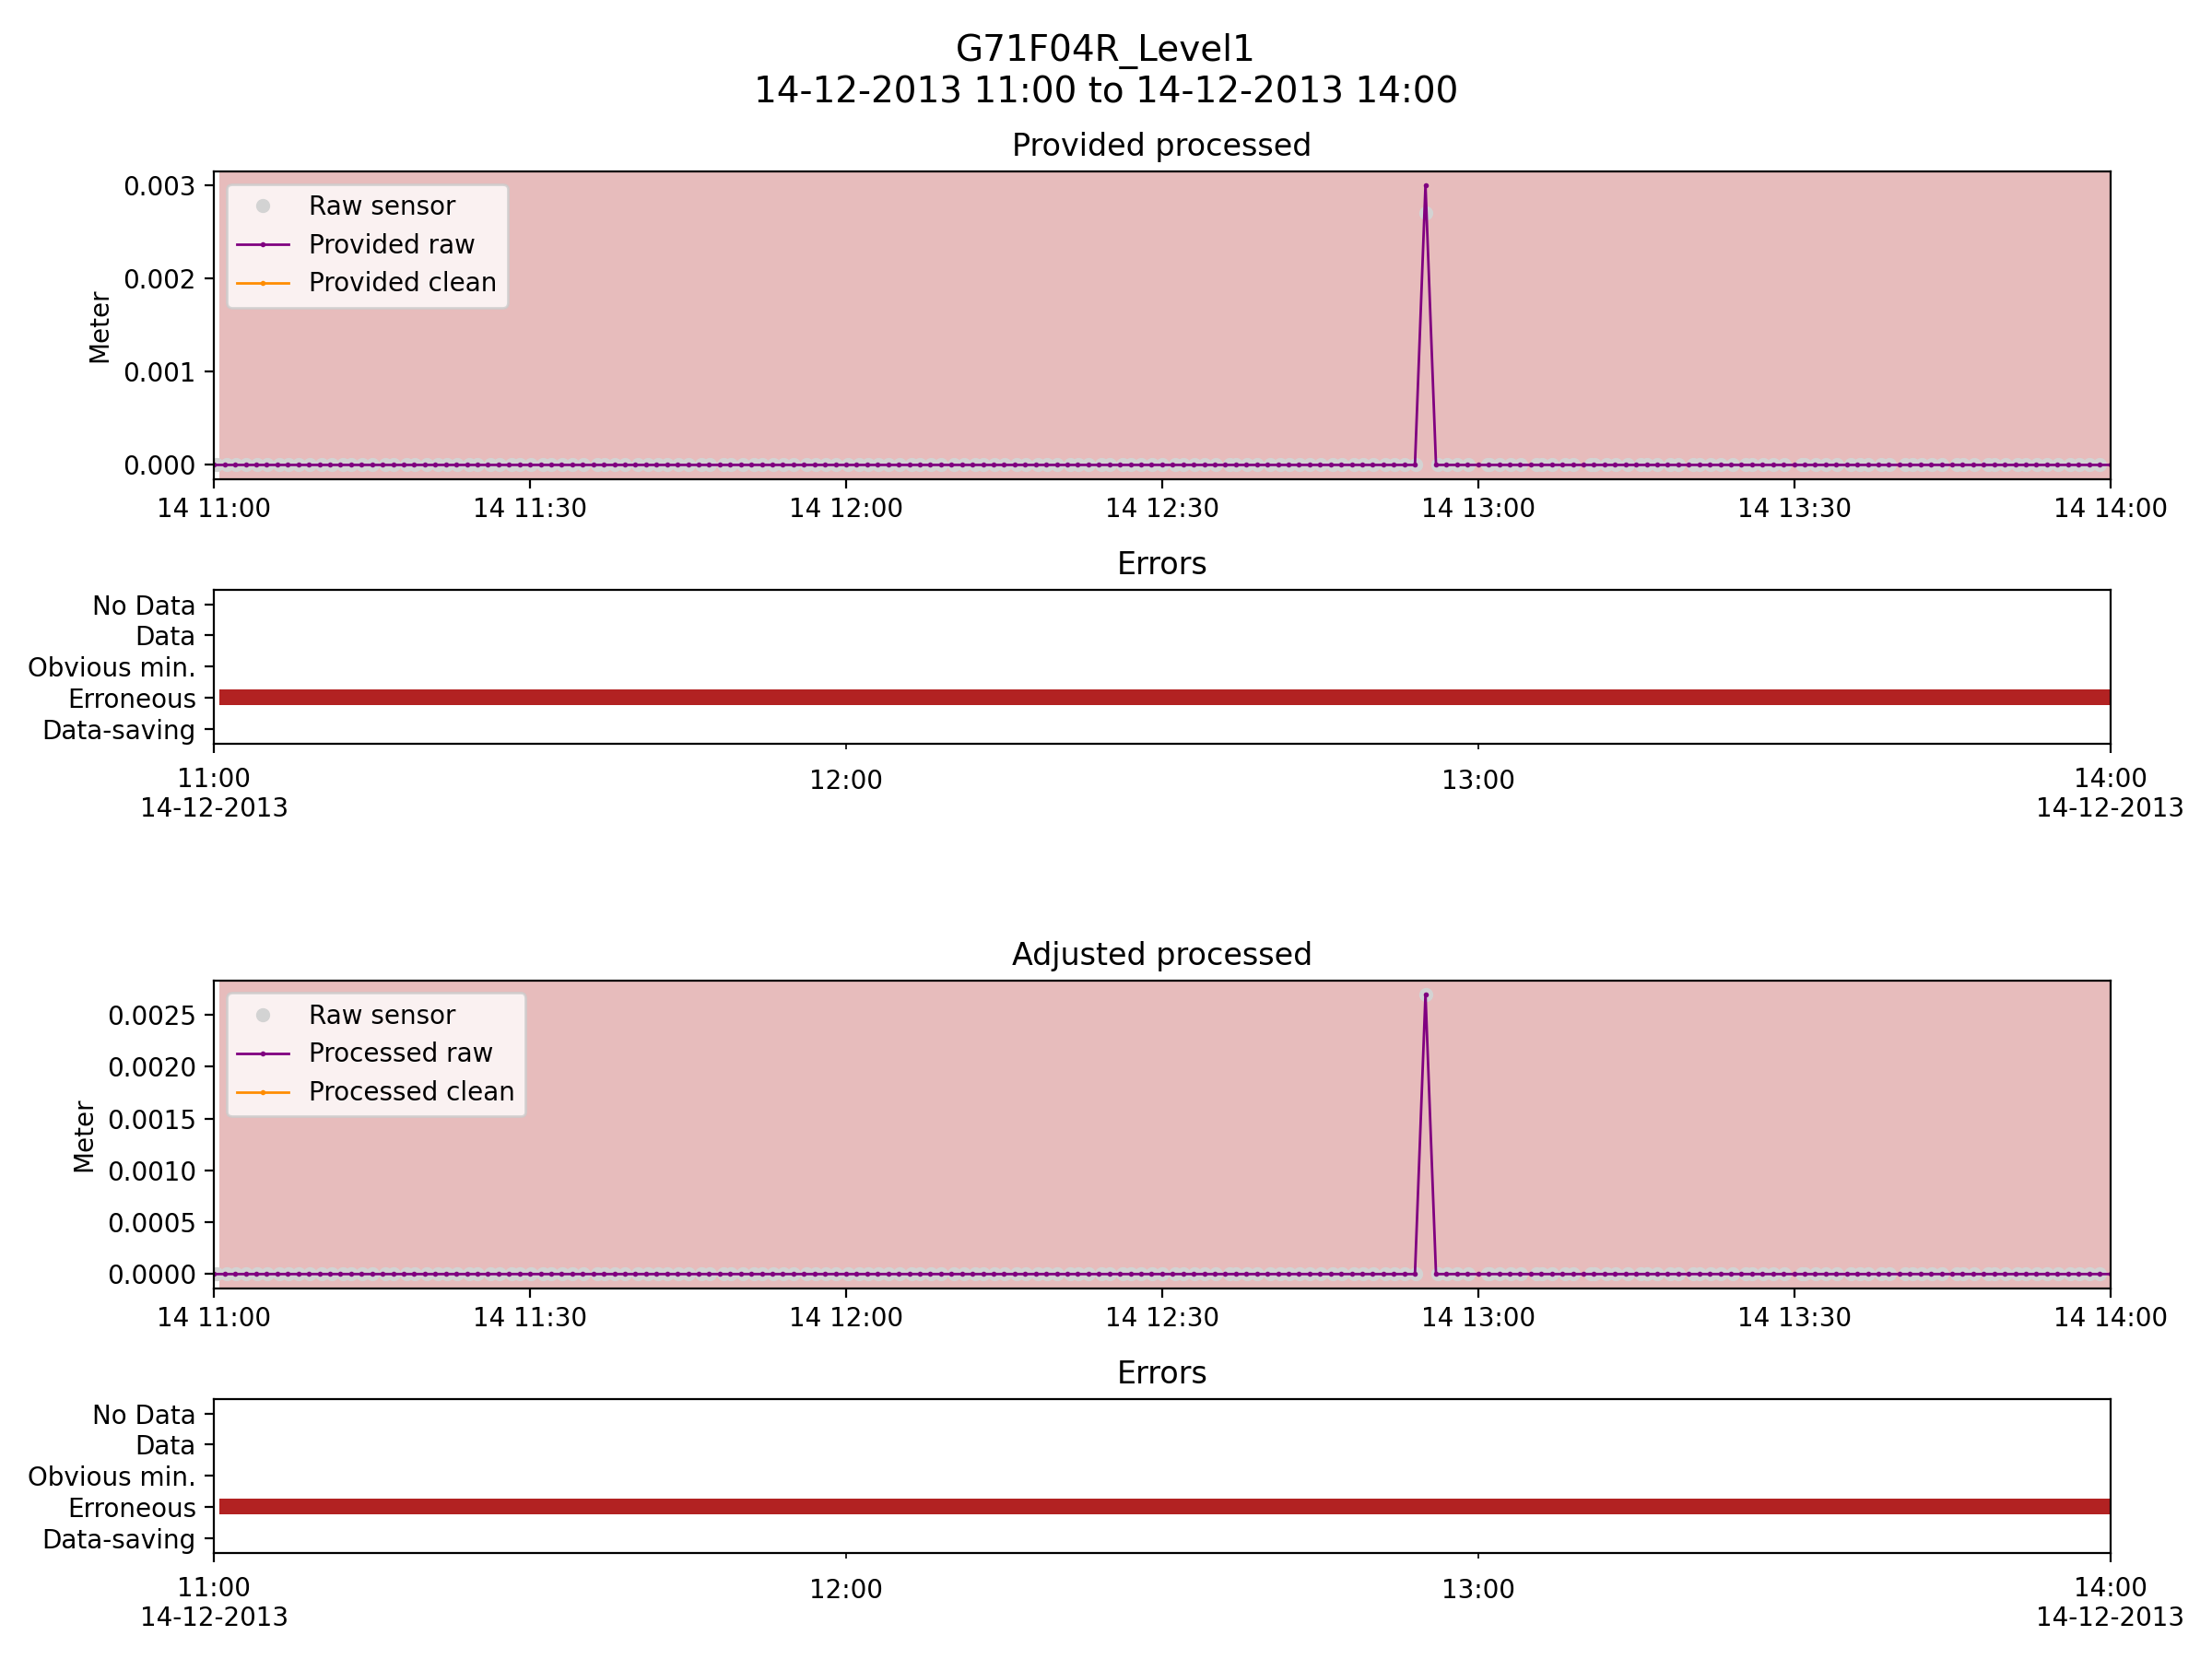 G71F04R_Level1
14-12-2013 11:00 to 14-12-2013 14:00
Provided processed
Meter
0.003
0.002
0.001
0.000
Raw sensor
Provided raw
Provided clean
14 11:00 14 11:30 14 12:00 14 12:30 14 13:00 14 13:30 14 14:00
Errors
No Data
Data
Obvious min.
Erroneous
Data-saving
11:00 12:00 13:00 14:00
14-12-2013 14-12-2013
Adjusted processed
Meter
0.0025
0.0020
0.0015
0.0010
0.0005
0.0000
Raw sensor
Processed raw
Processed clean
14 11:00 14 11:30 14 12:00 14 12:30 14 13:00 14 13:30 14 14:00
Errors
No Data
Data
Obvious min.
Erroneous
Data-saving
11:00 12:00 13:00 14:00
14-12-2013 14-12-2013